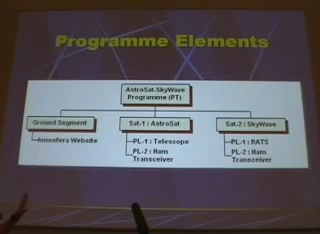 Programme Elements
AstroSat-SkyWave
Programme (PT)
Ground Segment
Ionosfera Website
Sat-1 : AstroSat
PL-1 : Telescope
PL-2 : Ham
Transceiver
Sat-2 : SkyWave
PL-1 : RATS
PL-2 : Ham
Transceiver